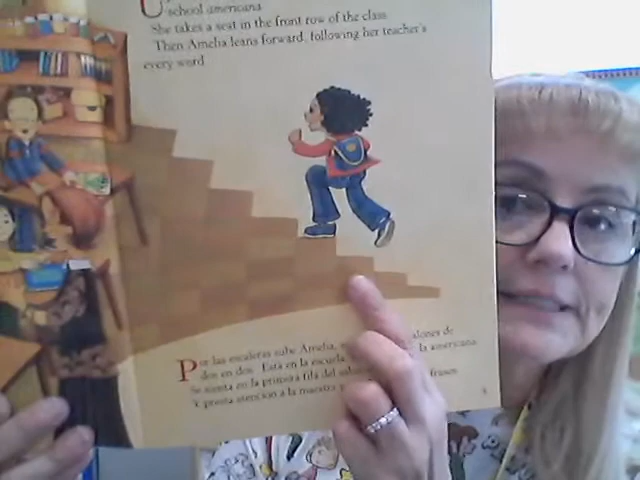 U school americana
She takes a seat in the front row of the class.
Then Amelia leans forward, following her teacher's
every word
Por las escaleras sube Amelia, alones de
dos en dos. Está en la escuela la americana
Se sienta en la primera fila del
Y presta atención a la maestra frases